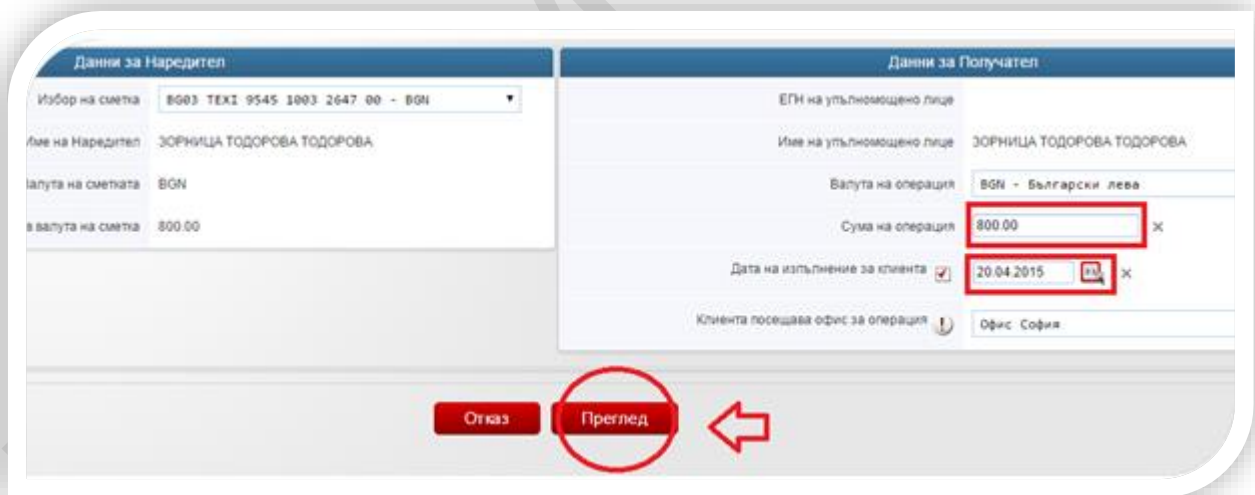 Данни за Наредител
Избор на сметка BG03 TEXI 9545 1003 2647 00 - BGN
Име на Наредител ЗОРНИЦА ТОДОРОВА ТОДОРОВА
на сметката BGN
валута на сметка 800.00
Данни за Получател
ЕГН на упълномощено лице
Име на упълномощено лице ЗОРНИЦА ТОДОРОВА ТОДОРОВА
Валута на операция BGN - Български лева
Сума на операция 800.00
Дата на изпълнение за клиента 20.04.2015
Клиента посещава офис за операция Офис София
Отказ Преглед